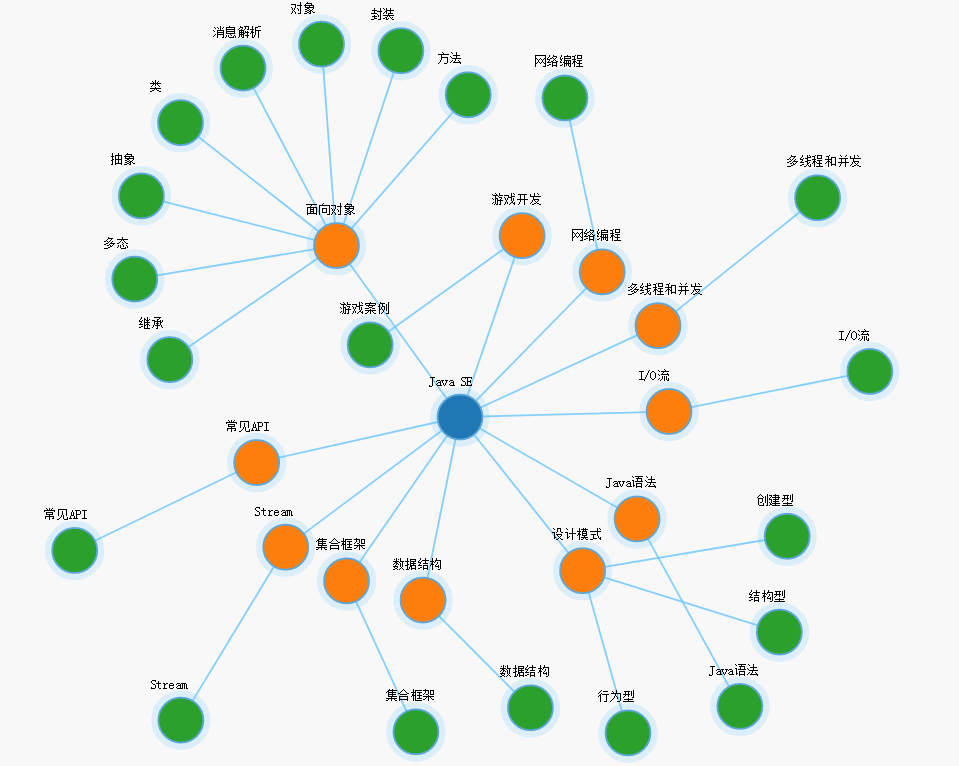 对象
封装
消息解析
方法
网络编程
类
抽象
多线程和并发
面向对象
游戏开发
网络编程
多态
多线程和并发
游戏案例
继承
I/O流
I/O流
Java SE
常见API
Java语法
创建型
常见API
Stream
设计模式
集合框架
数据结构
结构型
数据结构
Java语法
Stream
集合框架
行为型